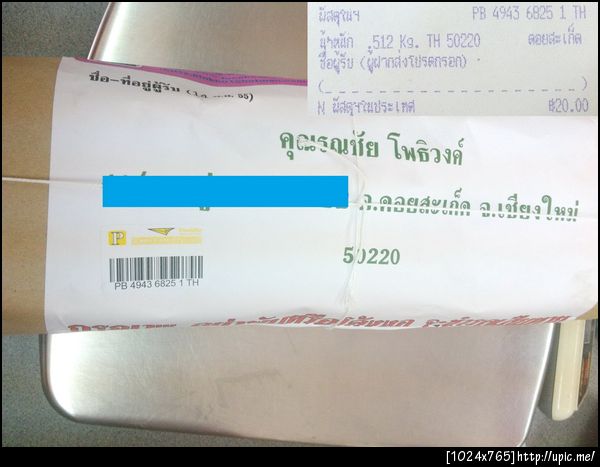 พัสดุในฯ PB 4943 6825 1 TH
น้ำหนัก .512 Kg. TH 50220 ดอยสะเก็ด
ชื่อผู้รับ (ผู้ฝากส่งโปรดกรอก)
N พัสดุฯในประเทศ ฿20.00
ชื่อ-ที่อยู่ผู้รับ
คุณรณชัย โพธิวงค์
อ.ดอยสะเก็ด จ.เชียงใหม่
50220
P
PB 4943 6825 1 TH
[1024x765]http://upic.me/